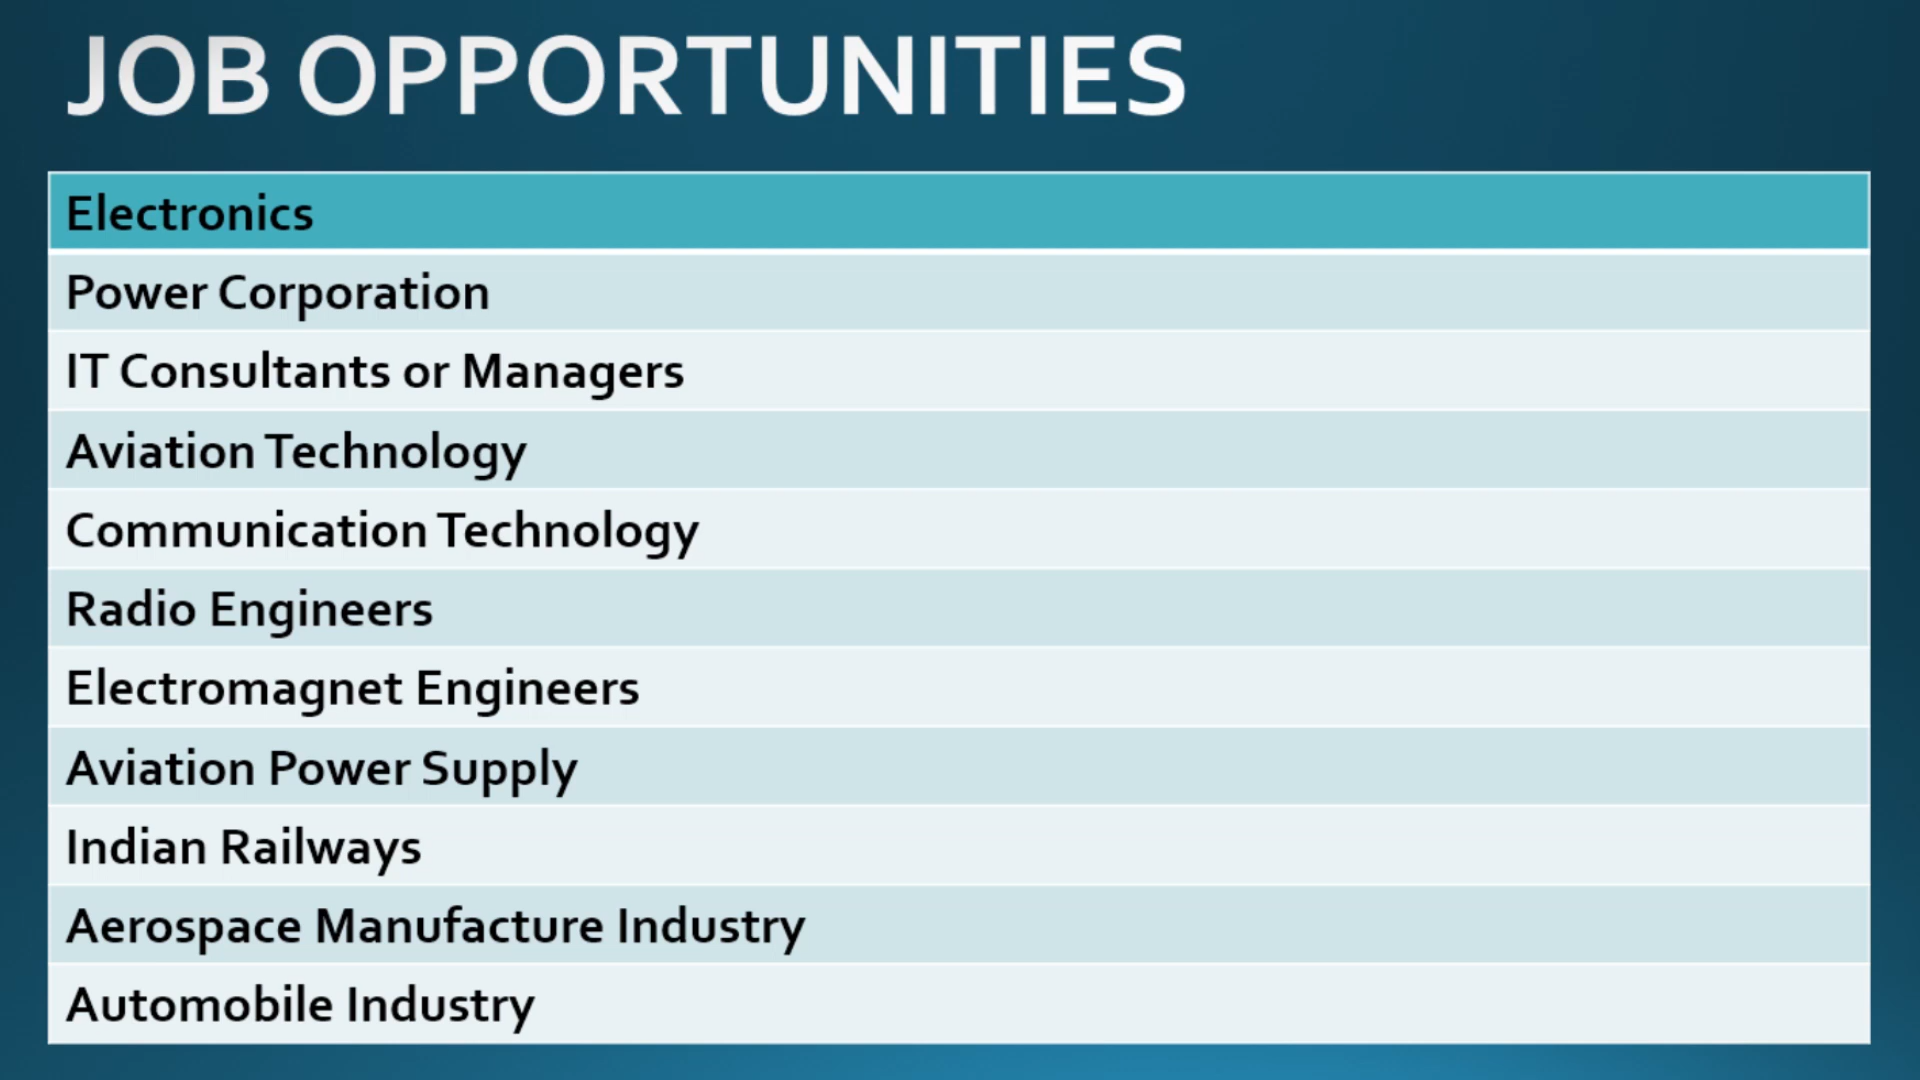 JOB OPPORTUNITIES
Electronics
Power Corporation
IT Consultants or Managers
Aviation Technology
Communication Technology
Radio Engineers
Electromagnet Engineers
Aviation Power Supply
Indian Railways
Aerospace Manufacture Industry
Automobile Industry